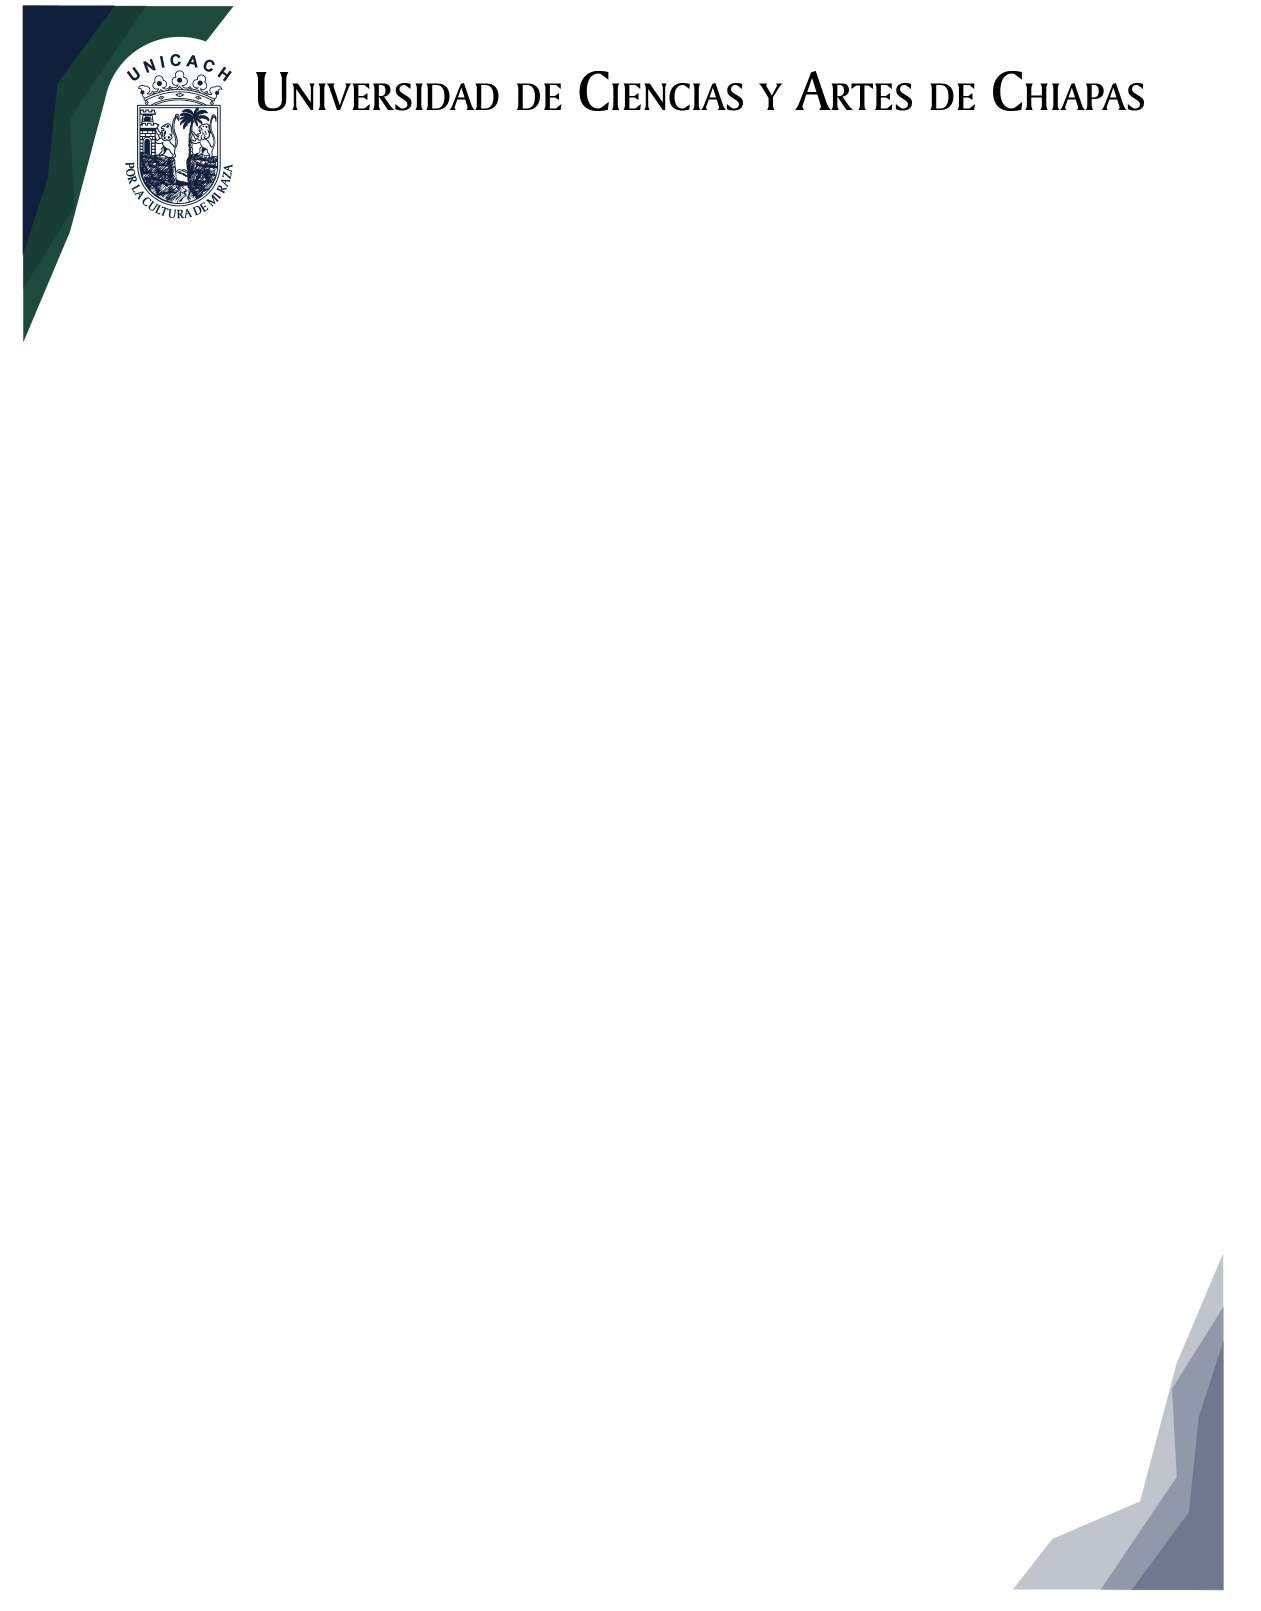 UNICACH
UNIVERSIDAD DE CIENCIAS Y ARTES DE CHIAPAS
POR LA CULTURA DE MI RAZA